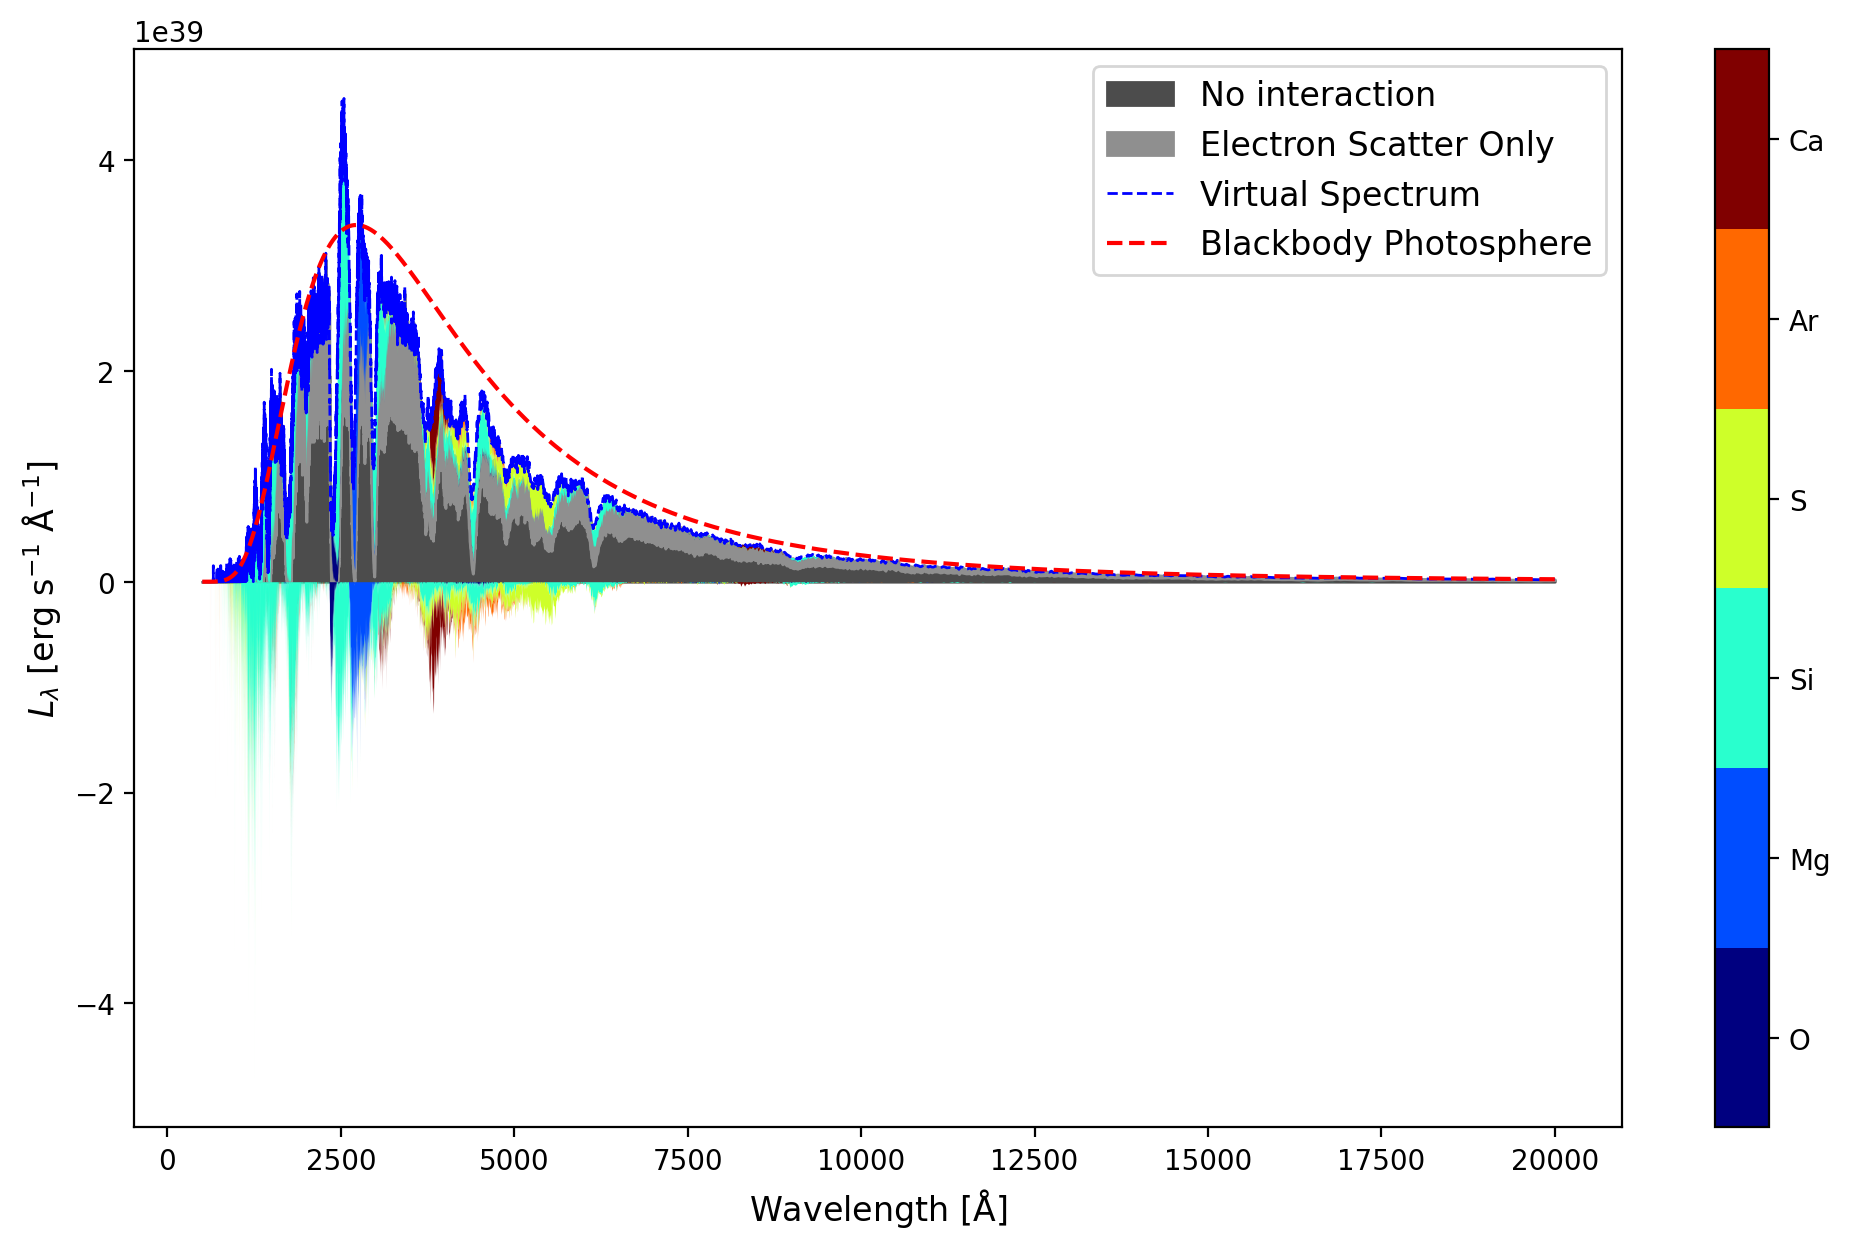 1e39
No interaction
Electron Scatter Only
Virtual Spectrum
Blackbody Photosphere
4
2
0
−2
−4
L_λ [erg s⁻¹ Å⁻¹]
0 2500 5000 7500 10000 12500 15000 17500 20000
Wavelength [Å]
Ca
Ar
S
Si
Mg
O